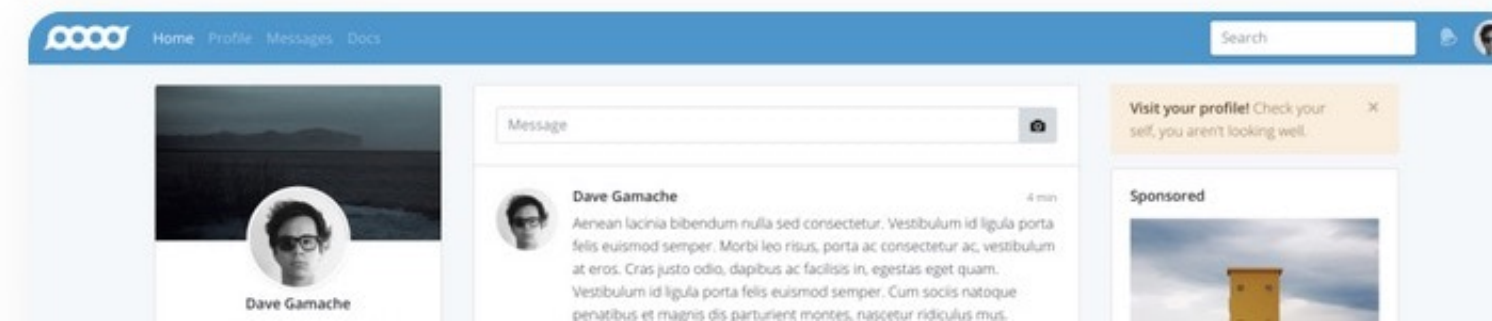 Home Profile Messages Docs
Search
Message
Dave Gamache
4 min
Aenean lacinia bibendum nulla sed consectetur. Vestibulum id ligula porta
felis euismod semper. Morbi leo risus, porta ac consectetur ac, vestibulum
at eros. Cras justo odio, dapibus ac facilisis in, egestas eget quam.
Vestibulum id ligula porta felis euismod semper. Cum sociis natoque
penatibus et magnis dis parturient montes, nascetur ridiculus mus.
Dave Gamache
Visit your profile! Check your
self, you aren't looking well.
×
Sponsored